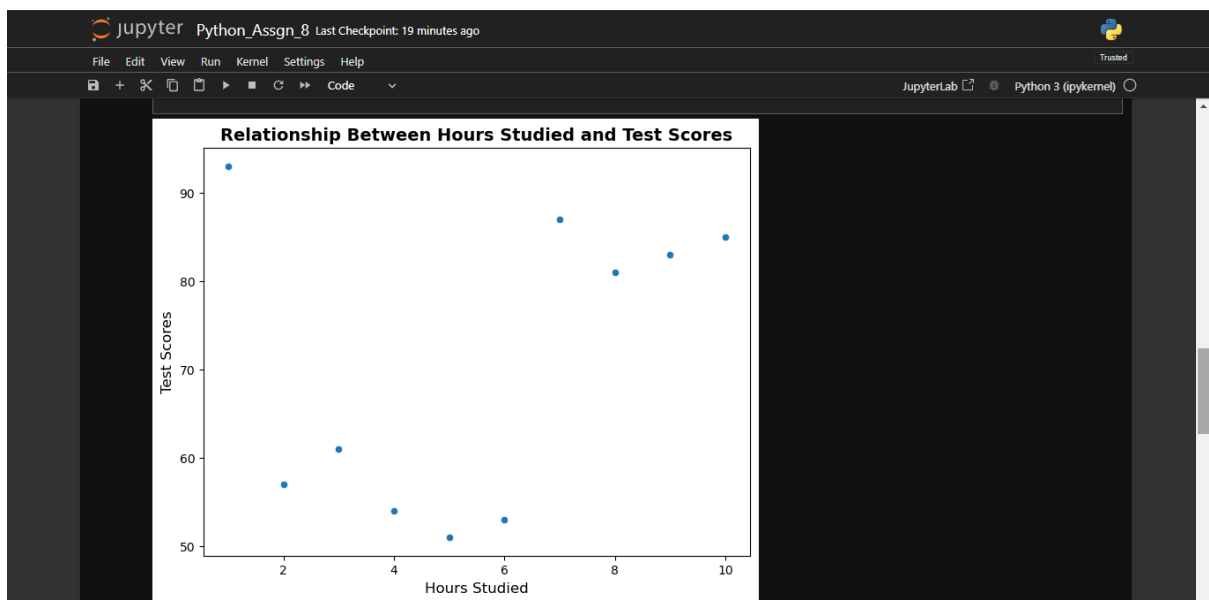 jupyter Python_Assgn_8 Last Checkpoint: 19 minutes ago
File Edit View Run Kernel Settings Help Trusted
Code JupyterLab Python 3 (ipykernel)
Relationship Between Hours Studied and Test Scores
90
80
70
60
50
Test Scores
2 4 6 8 10
Hours Studied